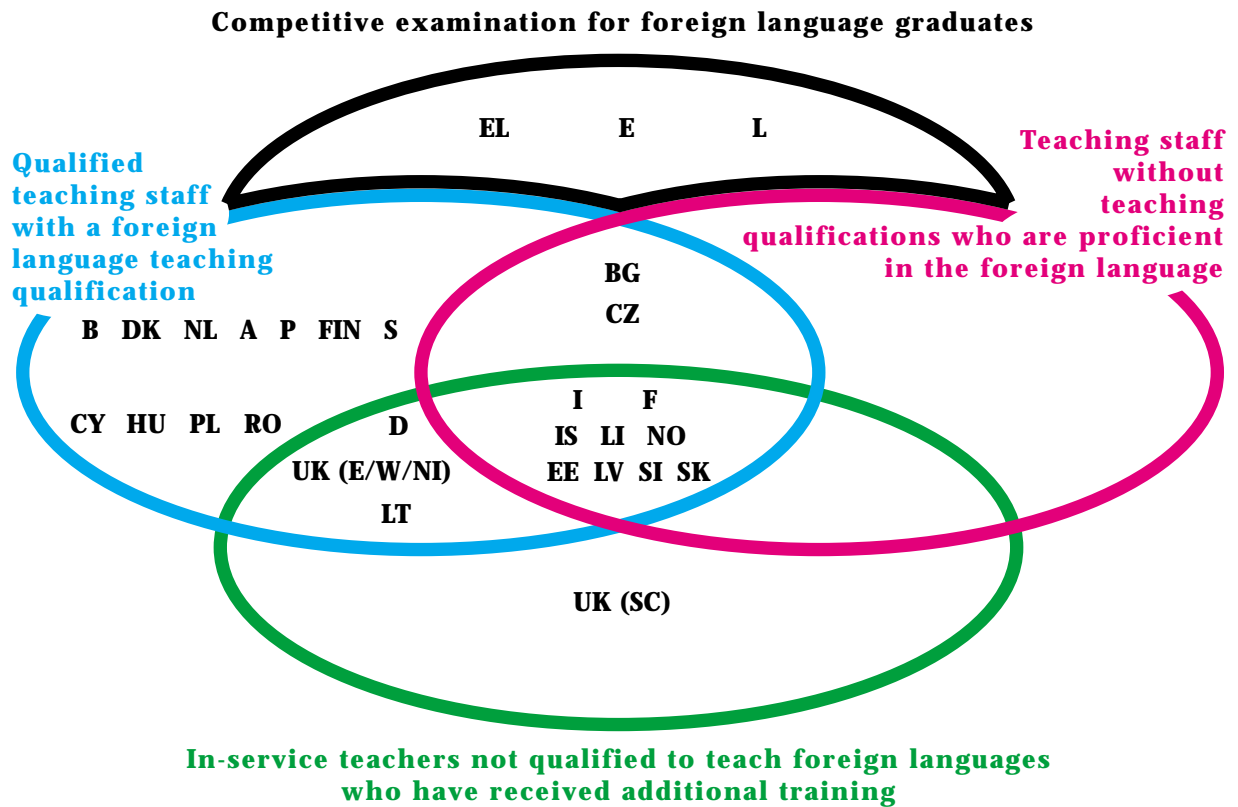 Competitive examination for foreign language graduates
EL E L
Qualified
teaching staff
with a foreign
language teaching
qualification
Teaching staff
without
teaching
qualifications who are proficient
in the foreign language
BG
CZ
B DK NL A P FIN S
CY HU PL RO
D
UK (E/W/NI)
LT
I F
IS LI NO
EE LV SI SK
UK (SC)
In-service teachers not qualified to teach foreign languages
who have received additional training